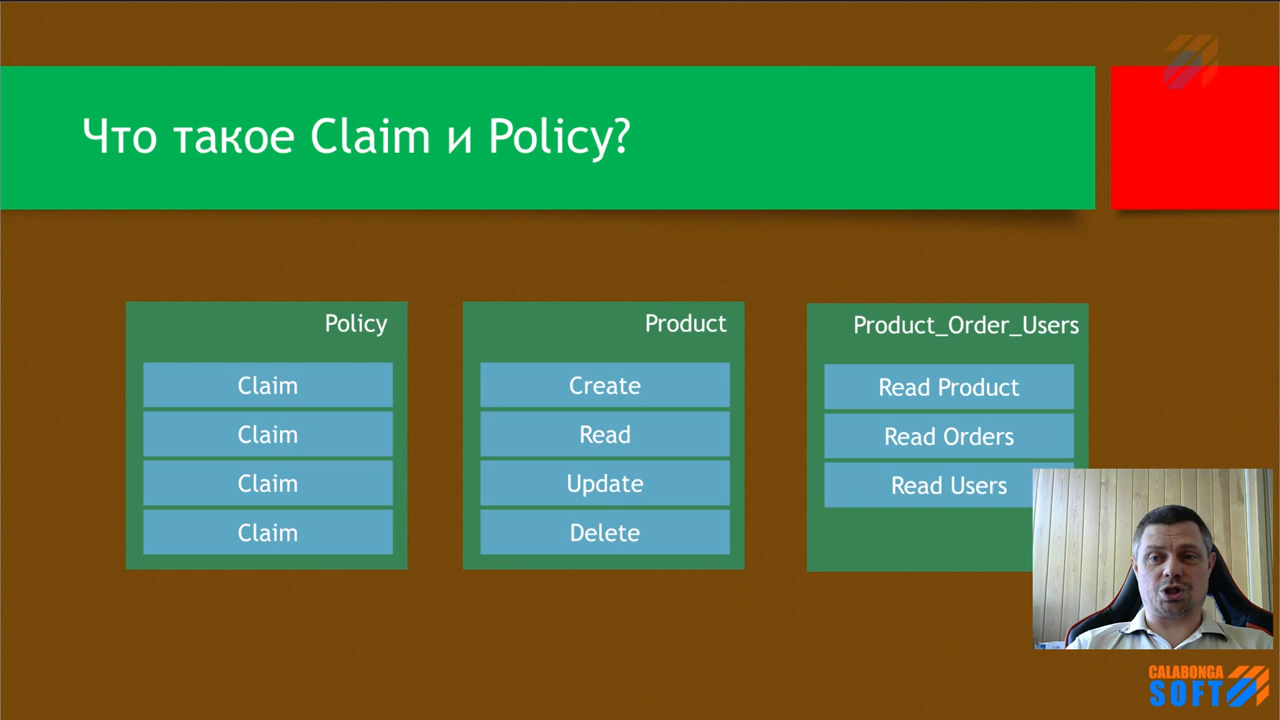 Что такое Claim и Policy?
Policy
Claim
Claim
Claim
Claim
Product
Create
Read
Update
Delete
Product_Order_Users
Read Product
Read Orders
Read Users
CALABONGA
SOFT